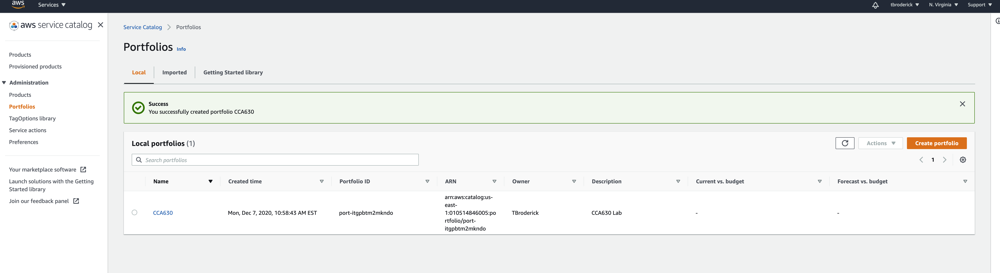 aws
Services
tbroderick
N. Virginia
Support
aws service catalog
Products
Provisioned products
Administration
Products
Portfolios
TagOptions library
Service actions
Preferences
Your marketplace software
Launch solutions with the Getting
Started library
Join our feedback panel
Service Catalog
Portfolios
Portfolios Info
Local
Imported
Getting Started library
Success
You successfully created portfolio CCA630
Local portfolios (1)
Actions
Create portfolio
Search portfolios
1
Name
Created time
Portfolio ID
ARN
Owner
Description
Current vs. budget
Forecast vs. budget
CCA630
Mon, Dec 7, 2020, 10:58:43 AM EST
port-itgpbtm2mkndo
arn:aws:catalog:us-
east-
1:010514846005:po
rtfolio/port-
itgpbtm2mkndo
TBroderick
CCA630 Lab
-
-